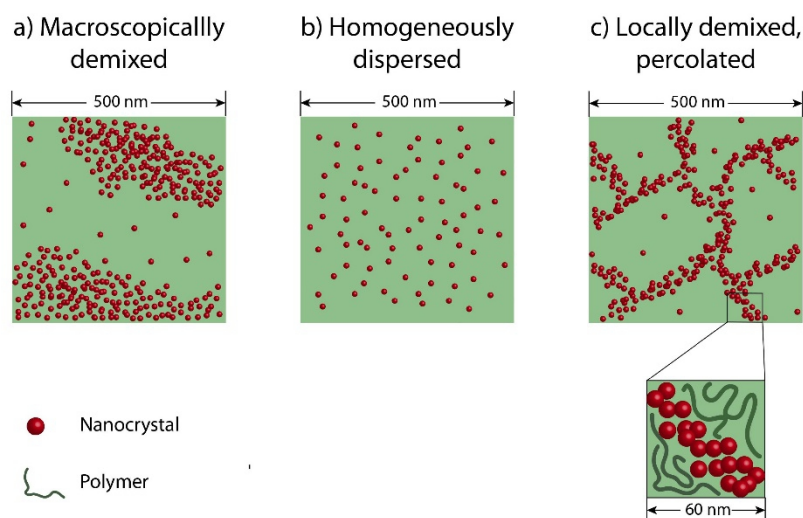 a) Macroscopicallly
demixed
b) Homogeneously
dispersed
c) Locally demixed,
percolated
500 nm
500 nm
500 nm
Nanocrystal
Polymer
60 nm